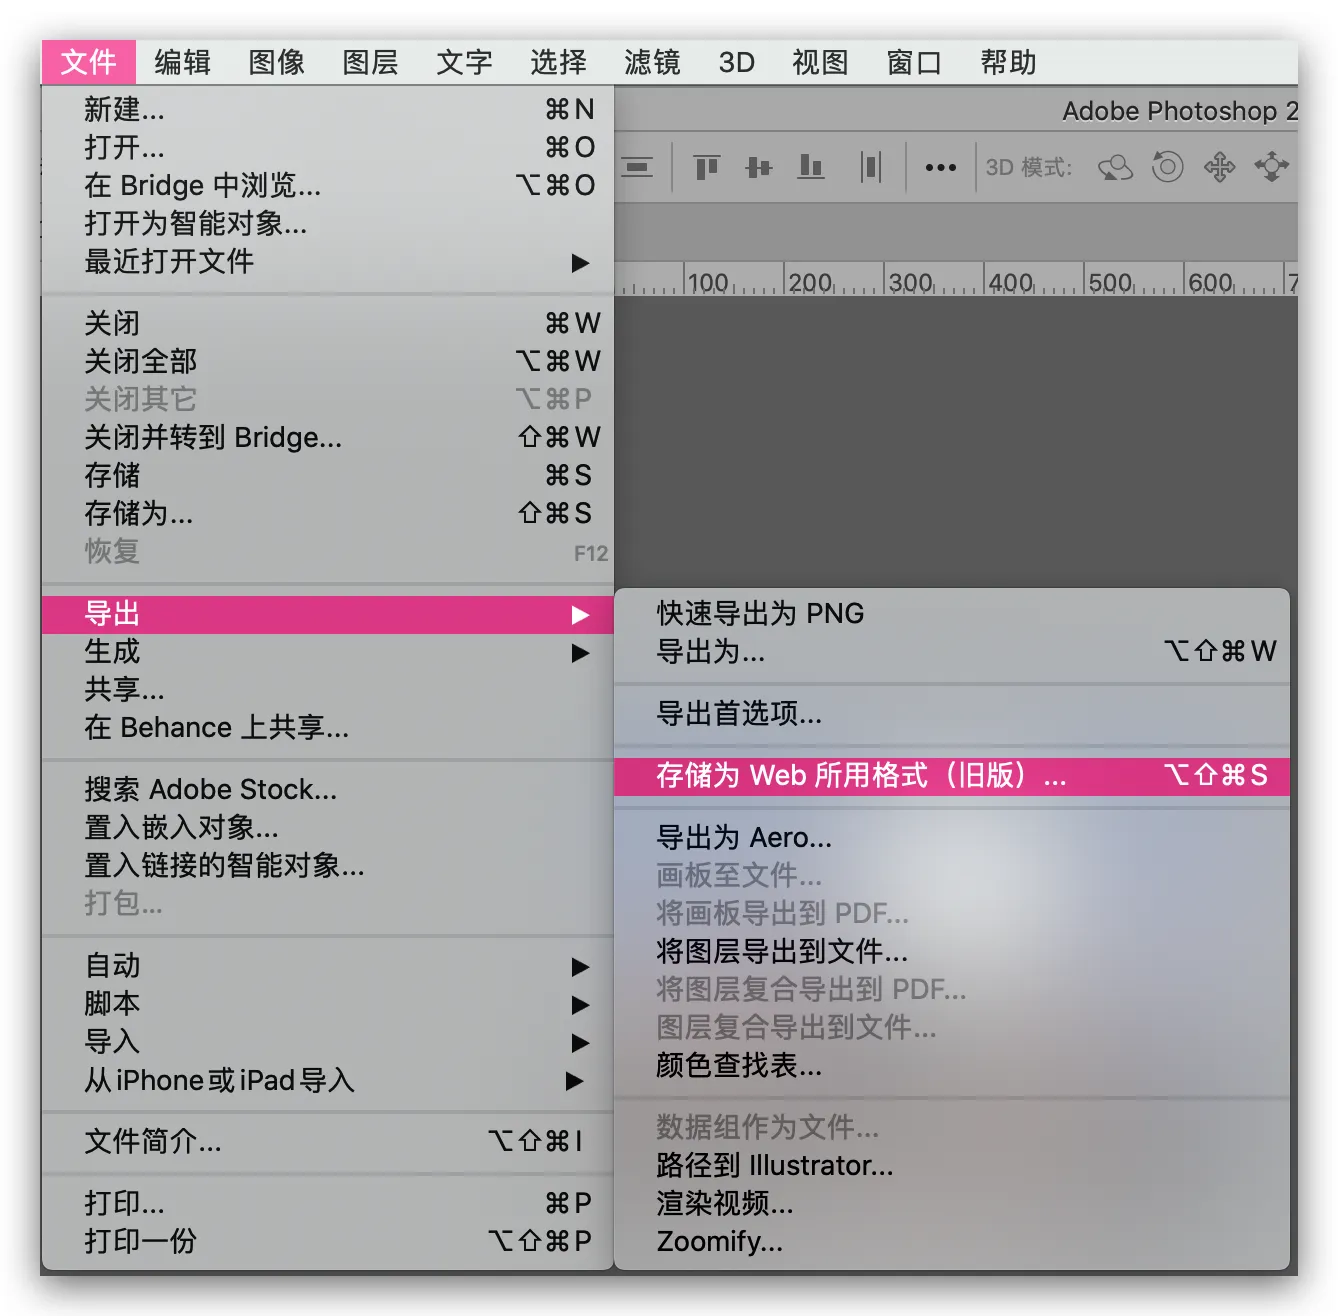 文件 编辑 图像 图层 文字 选择 滤镜 3D 视图 窗口 帮助
Adobe Photoshop 2
3D 模式:
100 200 300 400 500 600 7
新建... ⌘N
打开... ⌘O
在 Bridge 中浏览... ⌥⌘O
打开为智能对象...
最近打开文件 ▶
关闭 ⌘W
关闭全部 ⌥⌘W
关闭其它 ⌥⌘P
关闭并转到 Bridge... ⇧⌘W
存储 ⌘S
存储为... ⇧⌘S
恢复 F12
导出 ▶
生成 ▶
共享...
在 Behance 上共享...
搜索 Adobe Stock...
置入嵌入对象...
置入链接的智能对象...
打包...
自动 ▶
脚本 ▶
导入 ▶
从 iPhone 或 iPad 导入 ▶
文件简介... ⌥⇧⌘I
打印... ⌘P
打印一份 ⌥⇧⌘P
快速导出为 PNG
导出为... ⌥⇧⌘W
导出首选项...
存储为 Web 所用格式（旧版）... ⌥⇧⌘S
导出为 Aero...
画板至文件...
将画板导出到 PDF...
将图层导出到文件...
将图层复合导出到 PDF...
图层复合导出到文件...
颜色查找表...
数据组作为文件...
路径到 Illustrator...
渲染视频...
Zoomify...